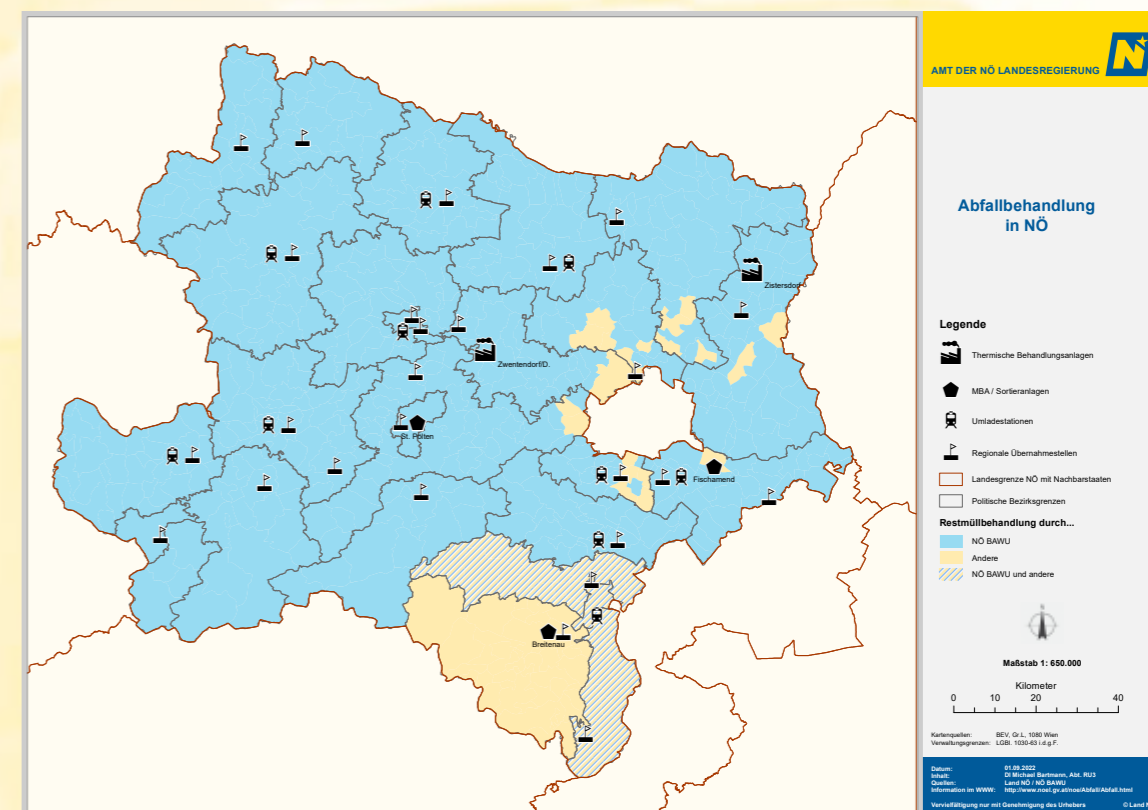 AMT DER NÖ LANDESREGIERUNG
N
Abfallbehandlung
in NÖ
Legende
Thermische Behandlungsanlagen
MBA / Sortieranlagen
Umladestationen
Regionale Übernahmestellen
Landesgrenze NÖ mit Nachbarstaaten
Politische Bezirksgrenzen
Restmüllbehandlung durch...
NÖ BAWU
Andere
NÖ BAWU und andere
N
Maßstab 1: 650.000
Kilometer
0 10 20 40
Kartenquellen: BEV, Gr.L, 1080 Wien
Verwaltungsgrenzen: LGBl. 1030-63 i.d.g.F.
Datum: 01.09.2022
Inhalt: DI Michael Bartmann, Abt. RU3
Quellen: Land NÖ / NÖ BAWU
Information im WWW: http://www.noel.gv.at/noe/Abfall/Abfall.html
Vervielfältigung nur mit Genehmigung des Urhebers © Land
Zistersdorf
Zwentendorf/D.
St. Pölten
Fischamend
Breitenau